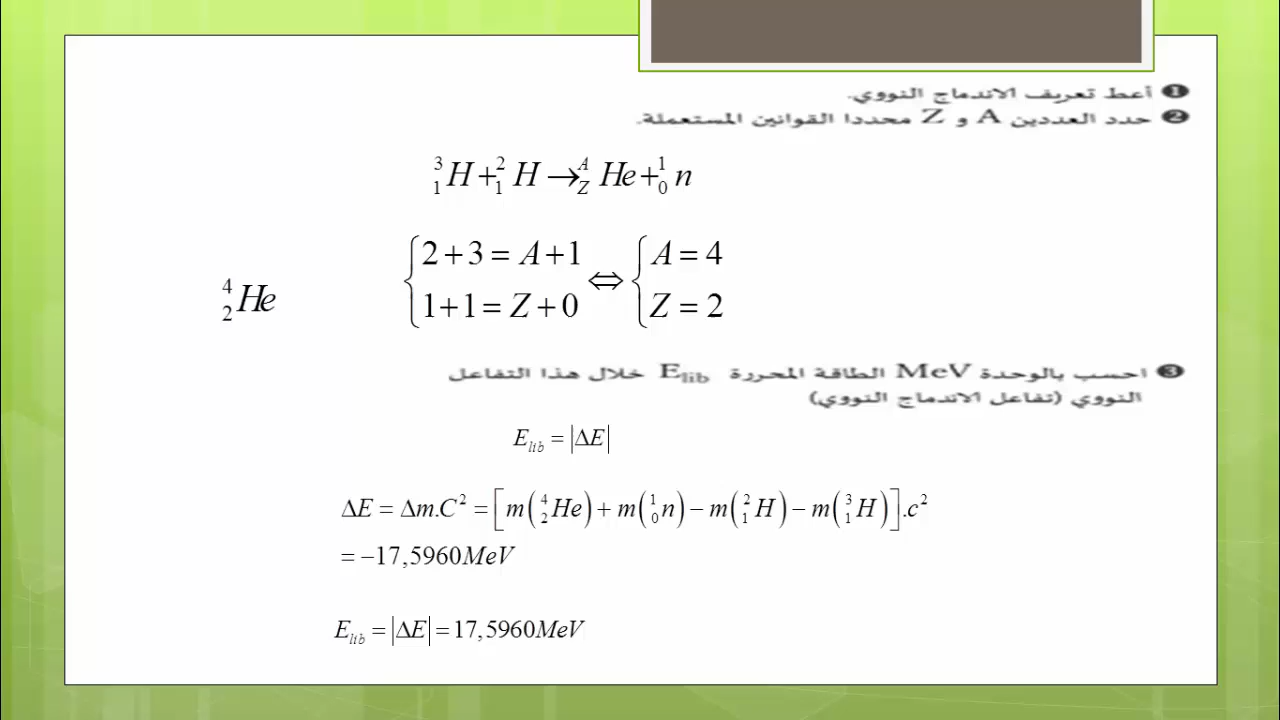 ❶ أعط تعريف الاندماج النووي.
❷ حدد العددين A و Z محددا القوانين المستعملة.
³₁H + ²₁H → ᴬ_Z He + ¹₀n
{ 2 + 3 = A + 1 ⇔ { A = 4
{ 1 + 1 = Z + 0 { Z = 2
⁴₂He
❸ احسب بالوحدة MeV الطاقة المحررة E_lib خلال هذا التفاعل
النووي (تفاعل الاندماج النووي)
E_lib = |ΔE|
ΔE = Δm.C² = [m(⁴₂He) + m(¹₀n) − m(²₁H) − m(³₁H)].c²
= −17,5960MeV
E_lib = |ΔE| = 17,5960MeV